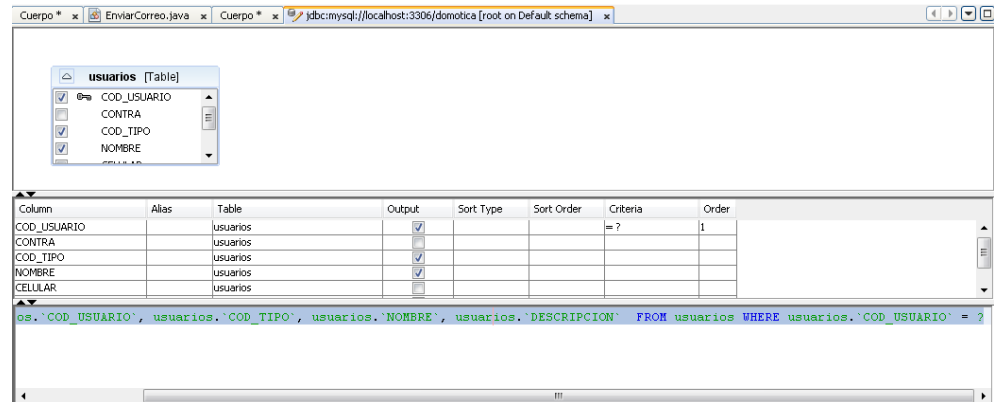 Cuerpo * x EnviarCorreo.java x Cuerpo * x jdbc:mysql://localhost:3306/domotica [root on Default schema] x
usuarios [Table]
COD_USUARIO
CONTRA
COD_TIPO
NOMBRE
CELULAR
Column Alias Table Output Sort Type Sort Order Criteria Order
COD_USUARIO usuarios = ? 1
CONTRA usuarios
COD_TIPO usuarios
NOMBRE usuarios
CELULAR usuarios
os.`COD_USUARIO`, usuarios.`COD_TIPO`, usuarios.`NOMBRE`, usuarios.`DESCRIPCION` FROM usuarios WHERE usuarios.`COD_USUARIO` = ?